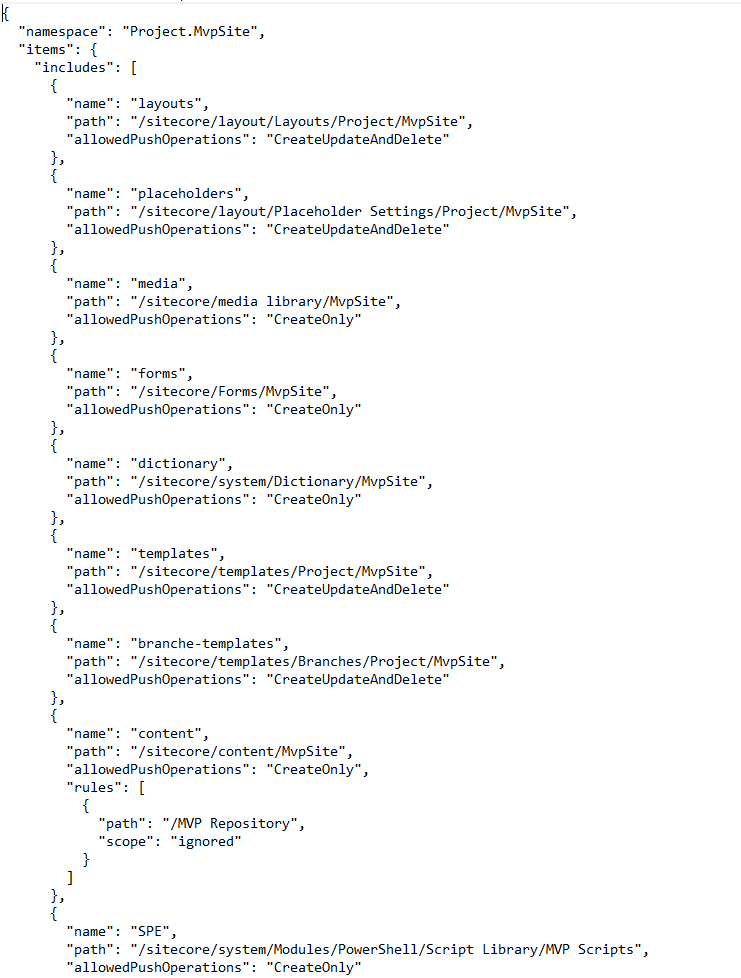 {
  "namespace": "Project.MvpSite",
  "items": {
    "includes": [
      {
        "name": "layouts",
        "path": "/sitecore/layout/Layouts/Project/MvpSite",
        "allowedPushOperations": "CreateUpdateAndDelete"
      },
      {
        "name": "placeholders",
        "path": "/sitecore/layout/Placeholder Settings/Project/MvpSite",
        "allowedPushOperations": "CreateUpdateAndDelete"
      },
      {
        "name": "media",
        "path": "/sitecore/media library/MvpSite",
        "allowedPushOperations": "CreateOnly"
      },
      {
        "name": "forms",
        "path": "/sitecore/Forms/MvpSite",
        "allowedPushOperations": "CreateOnly"
      },
      {
        "name": "dictionary",
        "path": "/sitecore/system/Dictionary/MvpSite",
        "allowedPushOperations": "CreateOnly"
      },
      {
        "name": "templates",
        "path": "/sitecore/templates/Project/MvpSite",
        "allowedPushOperations": "CreateUpdateAndDelete"
      },
      {
        "name": "branche-templates",
        "path": "/sitecore/templates/Branches/Project/MvpSite",
        "allowedPushOperations": "CreateUpdateAndDelete"
      },
      {
        "name": "content",
        "path": "/sitecore/content/MvpSite",
        "allowedPushOperations": "CreateOnly",
        "rules": [
          {
            "path": "/MVP Repository",
            "scope": "ignored"
          }
        ]
      },
      {
        "name": "SPE",
        "path": "/sitecore/system/Modules/PowerShell/Script Library/MVP Scripts",
        "allowedPushOperations": "CreateOnly"